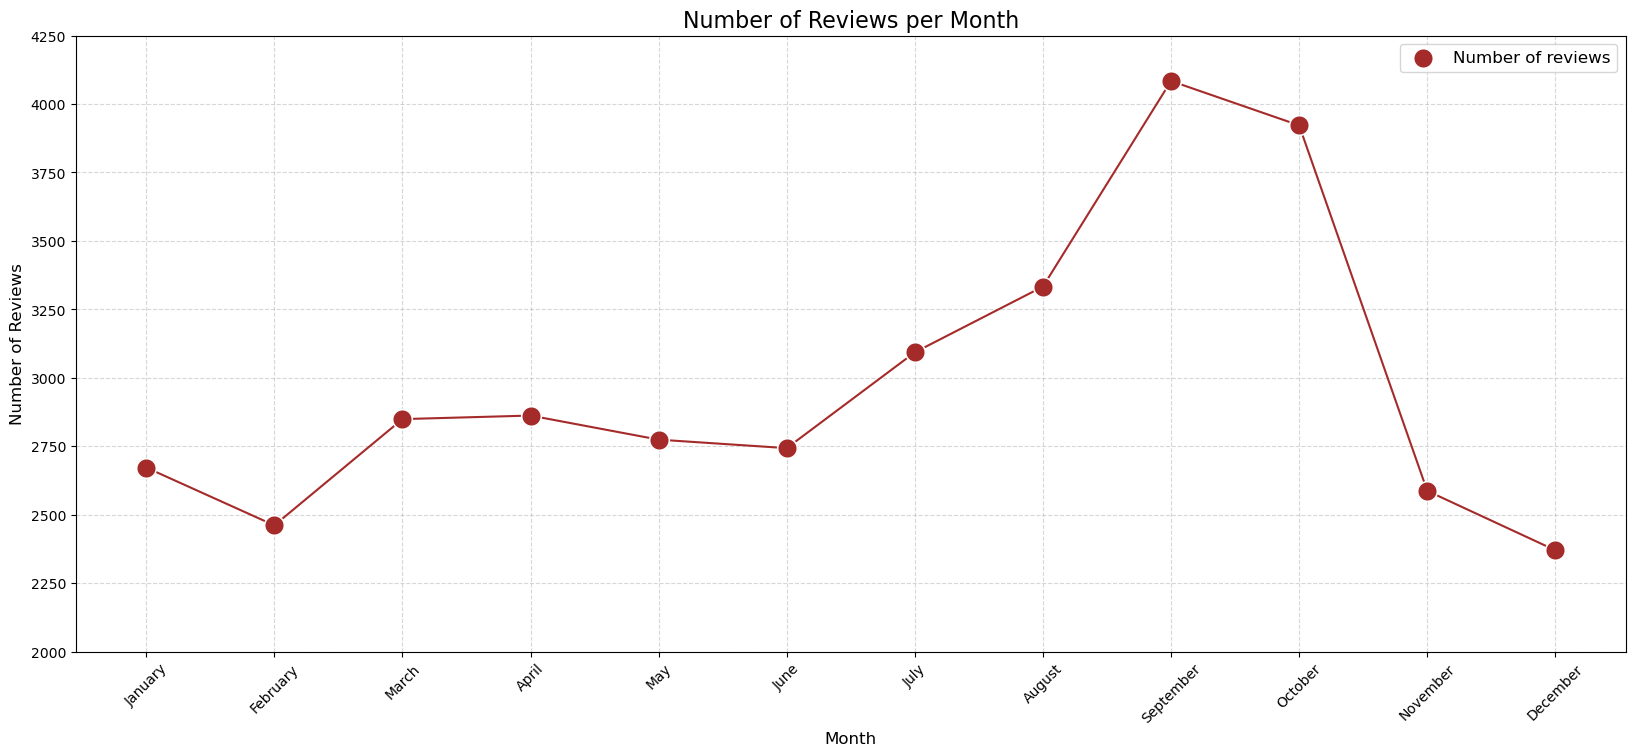 Number of Reviews per Month
Number of reviews
Number of Reviews
4250
4000
3750
3500
3250
3000
2750
2500
2250
2000
January
February
March
April
May
June
July
August
September
October
November
December
Month